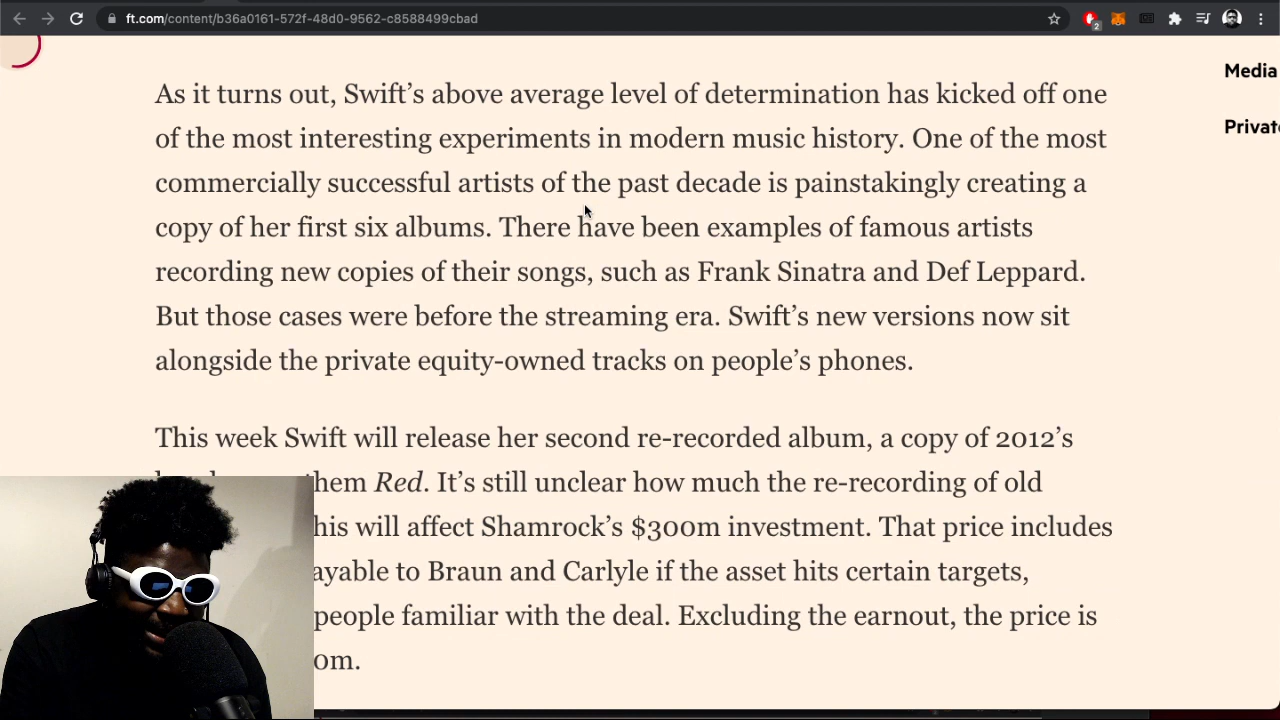 ft.com/content/b36a0161-572f-48d0-9562-c8588499cbad
2
Media
Privat
As it turns out, Swift's above average level of determination has kicked off one
of the most interesting experiments in modern music history. One of the most
commercially successful artists of the past decade is painstakingly creating a
copy of her first six albums. There have been examples of famous artists
recording new copies of their songs, such as Frank Sinatra and Def Leppard.
But those cases were before the streaming era. Swift's new versions now sit
alongside the private equity-owned tracks on people's phones.
This week Swift will release her second re-recorded album, a copy of 2012's
them Red. It's still unclear how much the re-recording of old
his will affect Shamrock's $300m investment. That price includes
ayable to Braun and Carlyle if the asset hits certain targets,
people familiar with the deal. Excluding the earnout, the price is
om.